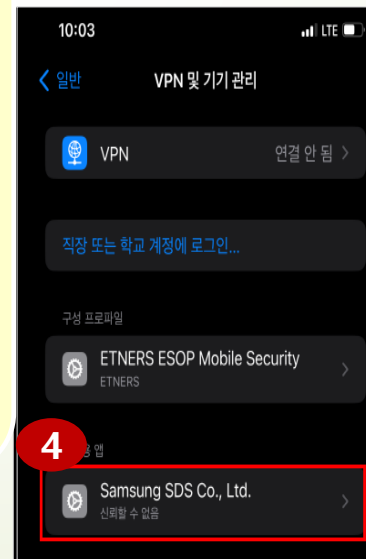 10:03
LTE
일반
VPN 및 기기 관리
VPN
연결 안 됨
직장 또는 학교 계정에 로그인...
구성 프로파일
ETNERS ESOP Mobile Security
ETNERS
4
앱
Samsung SDS Co., Ltd.
신뢰할 수 없음